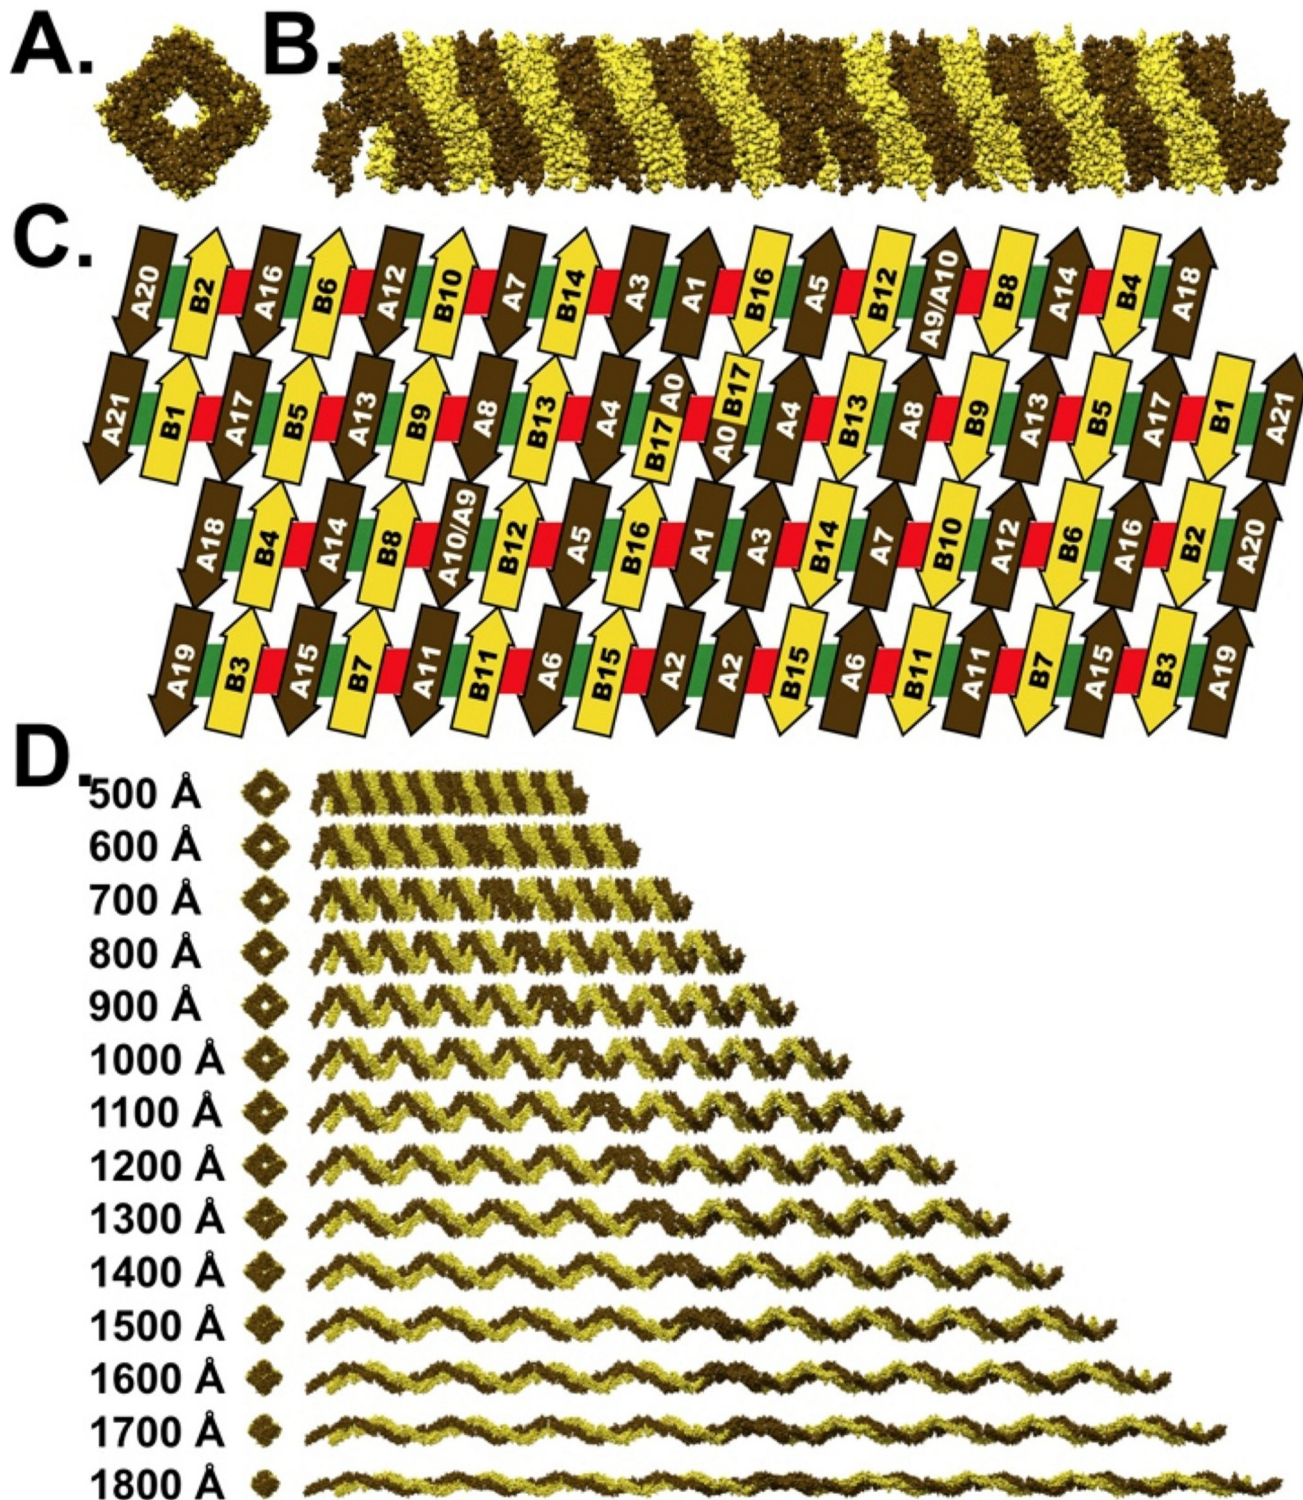 A. B.
C.
A20 B2 A16 B6 A12 B10 A7 B14 A3 A1 B16 A5 B12 A9/A10 B8 A14 B4 A18
A21 B1 A17 B5 A13 B9 A8 B13 A4 B17 A0 A0 B17 A4 B13 A8 B9 A13 B5 A17 B1 A21
A18 B4 A14 B8 A10/A9 B12 A5 B16 A1 A3 B14 A7 B10 A12 B6 A16 B2 A20
A19 B3 A15 B7 A11 B11 A6 B15 A2 A2 B15 A6 B11 A11 B7 A15 B3 A19
D.
500 Å
600 Å
700 Å
800 Å
900 Å
1000 Å
1100 Å
1200 Å
1300 Å
1400 Å
1500 Å
1600 Å
1700 Å
1800 Å